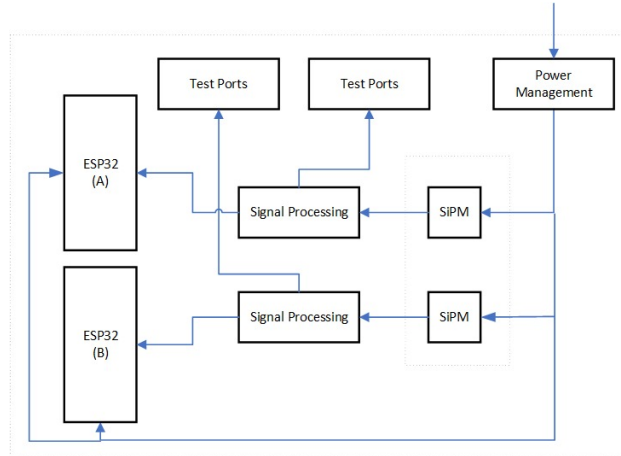 Test Ports
Test Ports
Power
Management
ESP32
(A)
Signal Processing
SiPM
Signal Processing
SiPM
ESP32
(B)